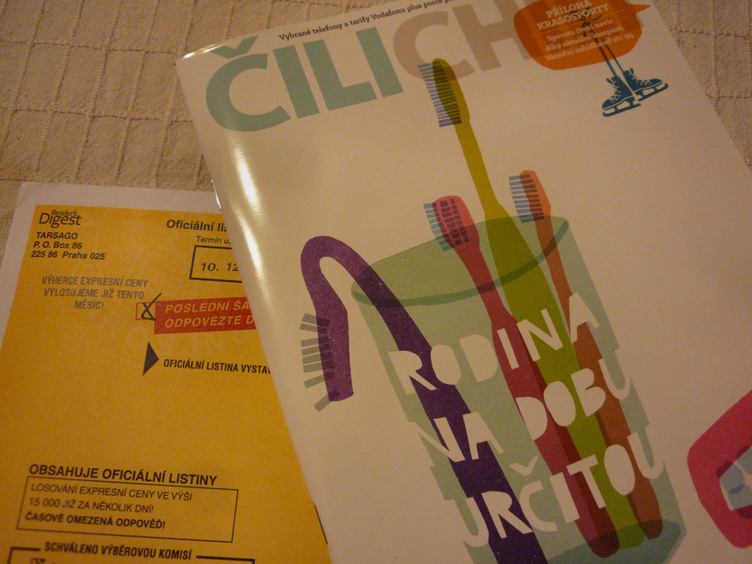 Vybrané telefony a tarify Vodafonu plus porce
ČILICH
PŘÍLOHA
KRASOSPORTY
RODINA
NA DOBU
URČITOU
Reader's
Digest
TARSAGO
P. O. Box 86
225 86 Praha 025
Oficiální
Termín
10. 12
VÝHERCE EXPRESNÍ CENY
VYLOSUJEME JIŽ TENTO
MĚSÍC!
POSLEDNÍ
ODPOVĚZTE
OFICIÁLNÍ LISTINA
OBSAHUJE OFICIÁLNÍ LISTINY
LOSOVÁNÍ EXPRESNÍ CENY VE VÝŠI
15 000 JIŽ ZA NĚKOLIK DNÍ!
ČASOVĚ OMEZENÁ ODPOVĚĎ!
SCHVÁLENO VÝBĚROVOU KOMISÍ